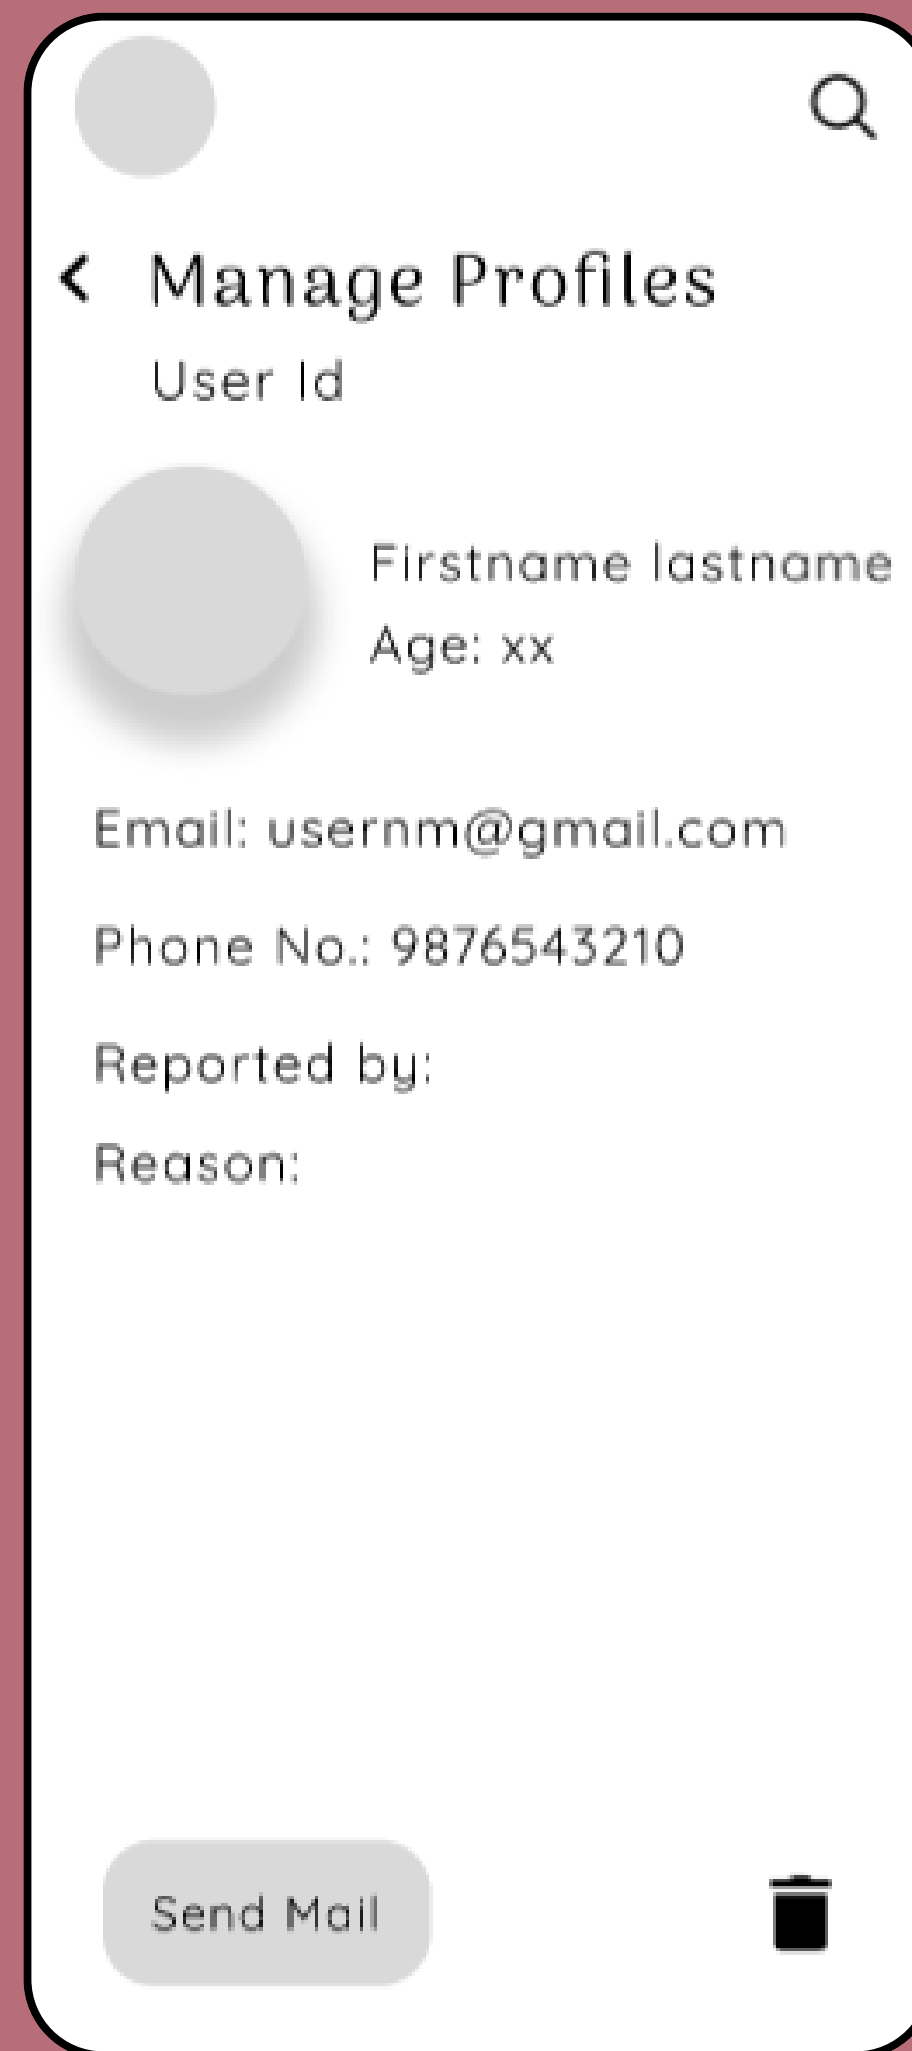 Manage Profiles
User Id
Firstname lastname
Age: xx
Email: usernm@gmail.com
Phone No.: 9876543210
Reported by:
Reason:
Send Mail